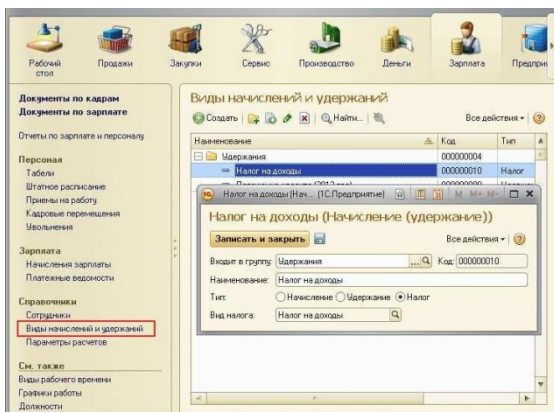 Рабочий стол
Продажи
Закупки
Сервис
Производство
Деньги
Зарплата
Предпри
Документы по кадрам
Документы по зарплате
Отчеты по зарплате и персоналу
Персонал
Табели
Штатное расписание
Приемы на работу
Кадровые перемещения
Увольнения
Зарплата
Начисления зарплаты
Платежные ведомости
Справочники
Сотрудники
Виды начислений и удержаний
Параметры расчетов
См. также
Виды рабочего времени
Графики работы
Должности
Виды начислений и удержаний
Создать
Найти...
Все действия
Наименование
Код
Тип
Удержания
000000004
Налог на доходы
000000010
Налог
Налог на доходы (Нач... (1С:Предприятие)
M M+ M-
Налог на доходы (Начисление (удержание))
Записать и закрыть
Все действия
Входит в группу: Удержания
Код: 000000010
Наименование: Налог на доходы
Тип: Начисление Удержание Налог
Вид налога: Налог на доходы